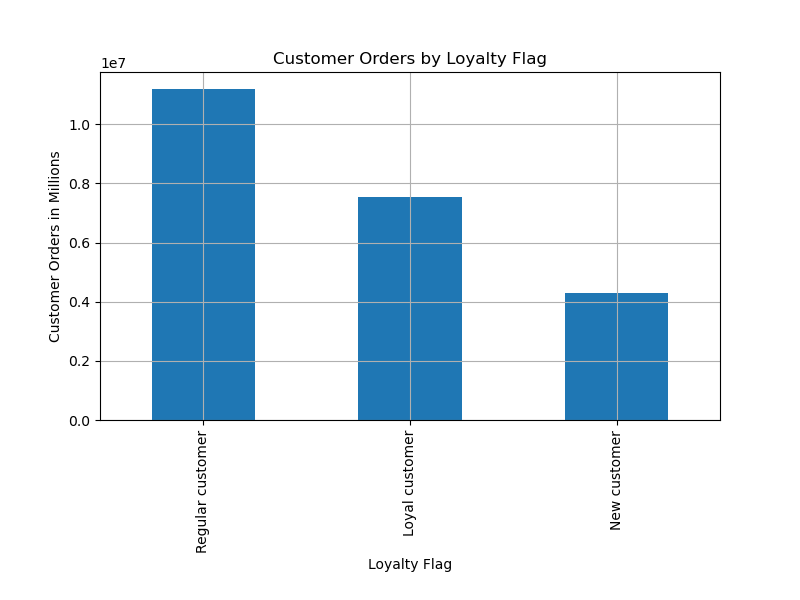 Customer Orders by Loyalty Flag
1e7
Customer Orders in Millions
1.0
0.8
0.6
0.4
0.2
0.0
Regular customer
Loyal customer
New customer
Loyalty Flag